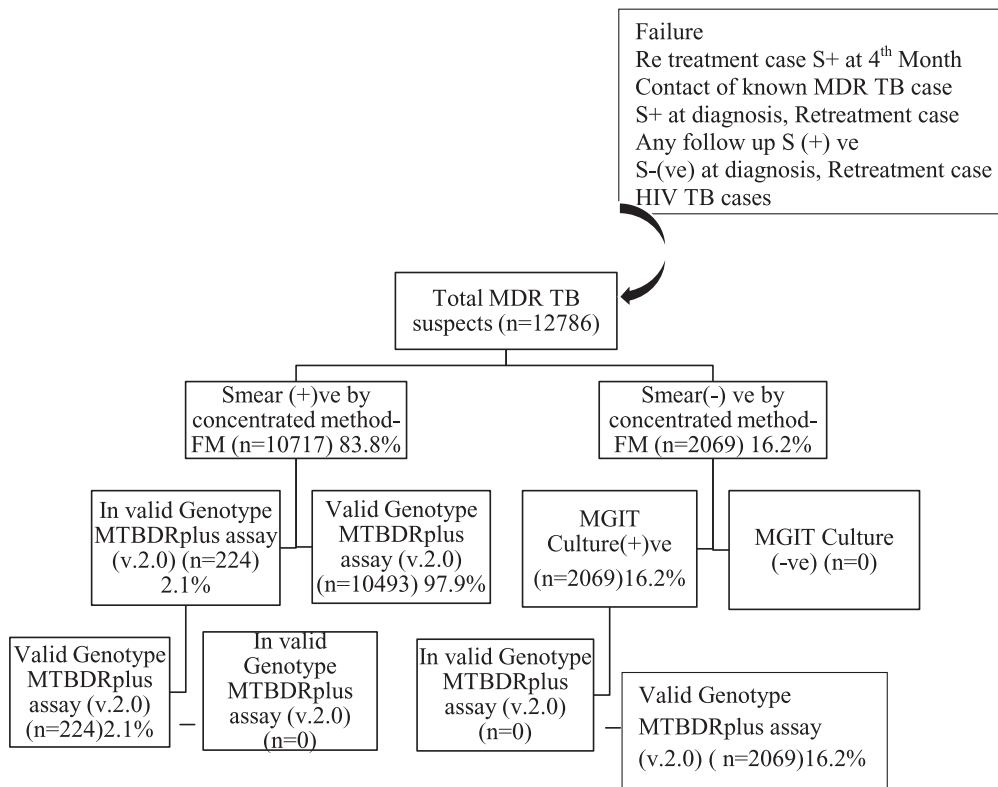 Failure
Re treatment case S+ at 4th Month
Contact of known MDR TB case
S+ at diagnosis, Retreatment case
Any follow up S (+) ve
S-(ve) at diagnosis, Retreatment case
HIV TB cases
Total MDR TB
suspects (n=12786)
Smear (+)ve by
concentrated method-
FM (n=10717) 83.8%
Smear(-) ve by
concentrated method-
FM (n=2069) 16.2%
In valid Genotype
MTBDRplus assay
(v.2.0) (n=224)
2.1%
Valid Genotype
MTBDRplus
assay (v.2.0)
(n=10493) 97.9%
MGIT
Culture(+)ve
(n=2069)16.2%
MGIT Culture
(-ve) (n=0)
Valid Genotype
MTBDRplus
assay (v.2.0)
(n=224)2.1%
In valid
Genotype
MTBDRplus
assay (v.2.0)
(n=0)
In valid Genotype
MTBDRplus
assay (v.2.0)
(n=0)
Valid Genotype
MTBDRplus assay
(v.2.0) ( n=2069)16.2%